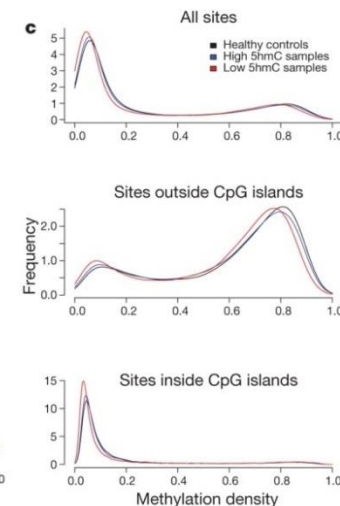 c
All sites
Healthy controls
High 5hmC samples
Low 5hmC samples
5
4
3
2
1
0
0.0 0.2 0.4 0.6 0.8 1.0
Sites outside CpG islands
Frequency
2.0
1.0
0.0
0.0 0.2 0.4 0.6 0.8 1.0
Sites inside CpG islands
15
10
5
0
0.0 0.2 0.4 0.6 0.8 1.0
Methylation density
0